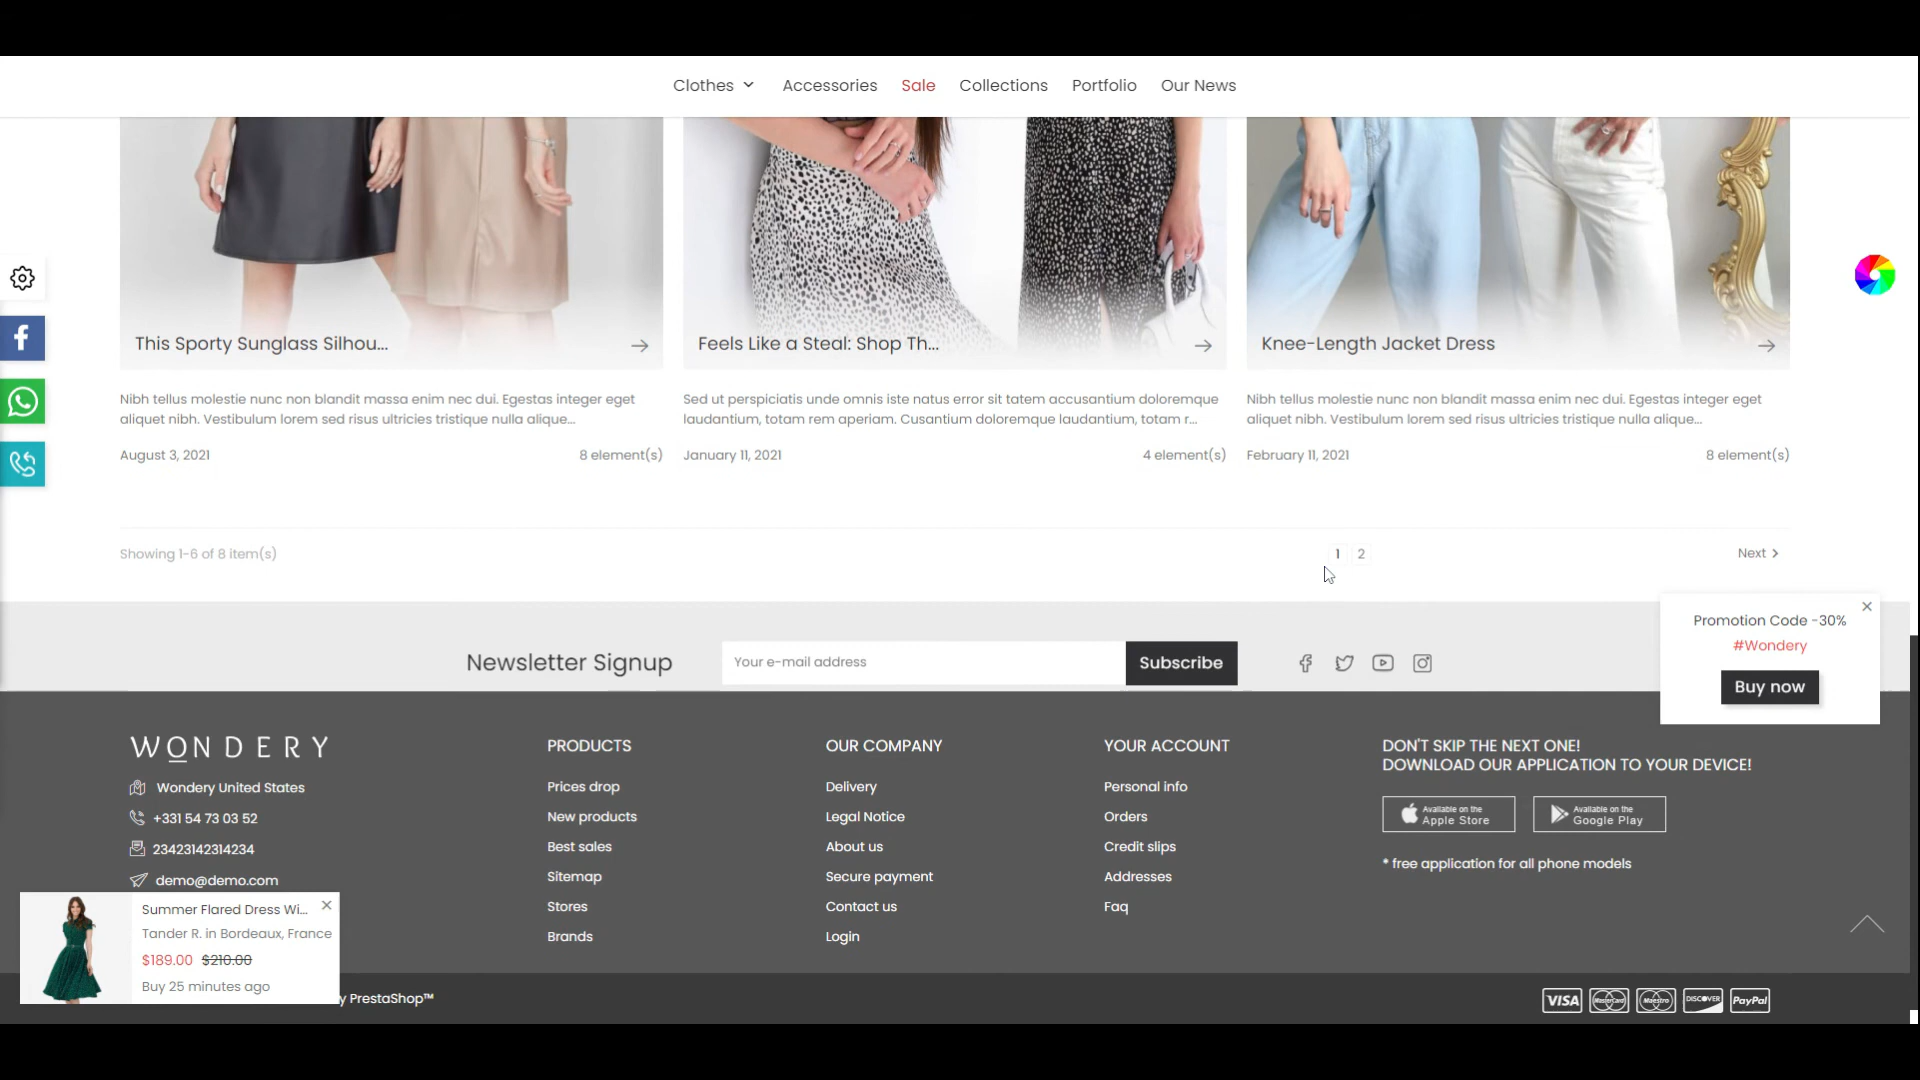 Clothes Accessories Sale Collections Portfolio Our News
This Sporty Sunglass Silhou...
Feels Like a Steal: Shop Th...
Knee-Length Jacket Dress
Nibh tellus molestie nunc non blandit massa enim nec dui. Egestas integer eget
aliquet nibh. Vestibulum lorem sed risus ultricies tristique nulla alique...
Sed ut perspiciatis unde omnis iste natus error sit tatem accusantium doloremque
laudantium, totam rem aperiam. Cusantium doloremque laudantium, totam r...
Nibh tellus molestie nunc non blandit massa enim nec dui. Egestas integer eget
aliquet nibh. Vestibulum lorem sed risus ultricies tristique nulla alique...
August 3, 2021 8 element(s)
January 11, 2021 4 element(s)
February 11, 2021 8 element(s)
Showing 1-6 of 8 item(s)
1 2
Next
Promotion Code -30%
#Wondery
Buy now
Newsletter Signup
Your e-mail address
Subscribe
WONDERY
Wondery United States
+331 54 73 03 52
23423142314234
demo@demo.com
PRODUCTS
Prices drop
New products
Best sales
Sitemap
Stores
Brands
OUR COMPANY
Delivery
Legal Notice
About us
Secure payment
Contact us
Login
YOUR ACCOUNT
Personal info
Orders
Credit slips
Addresses
Faq
DON'T SKIP THE NEXT ONE!
DOWNLOAD OUR APPLICATION TO YOUR DEVICE!
Available on the
Apple Store
Available on the
Google Play
* free application for all phone models
Summer Flared Dress Wi...
Tander R. in Bordeaux, France
$189.00 $210.00
Buy 25 minutes ago
y PrestaShop™
VISA MasterCard Maestro DISCOVER PayPal